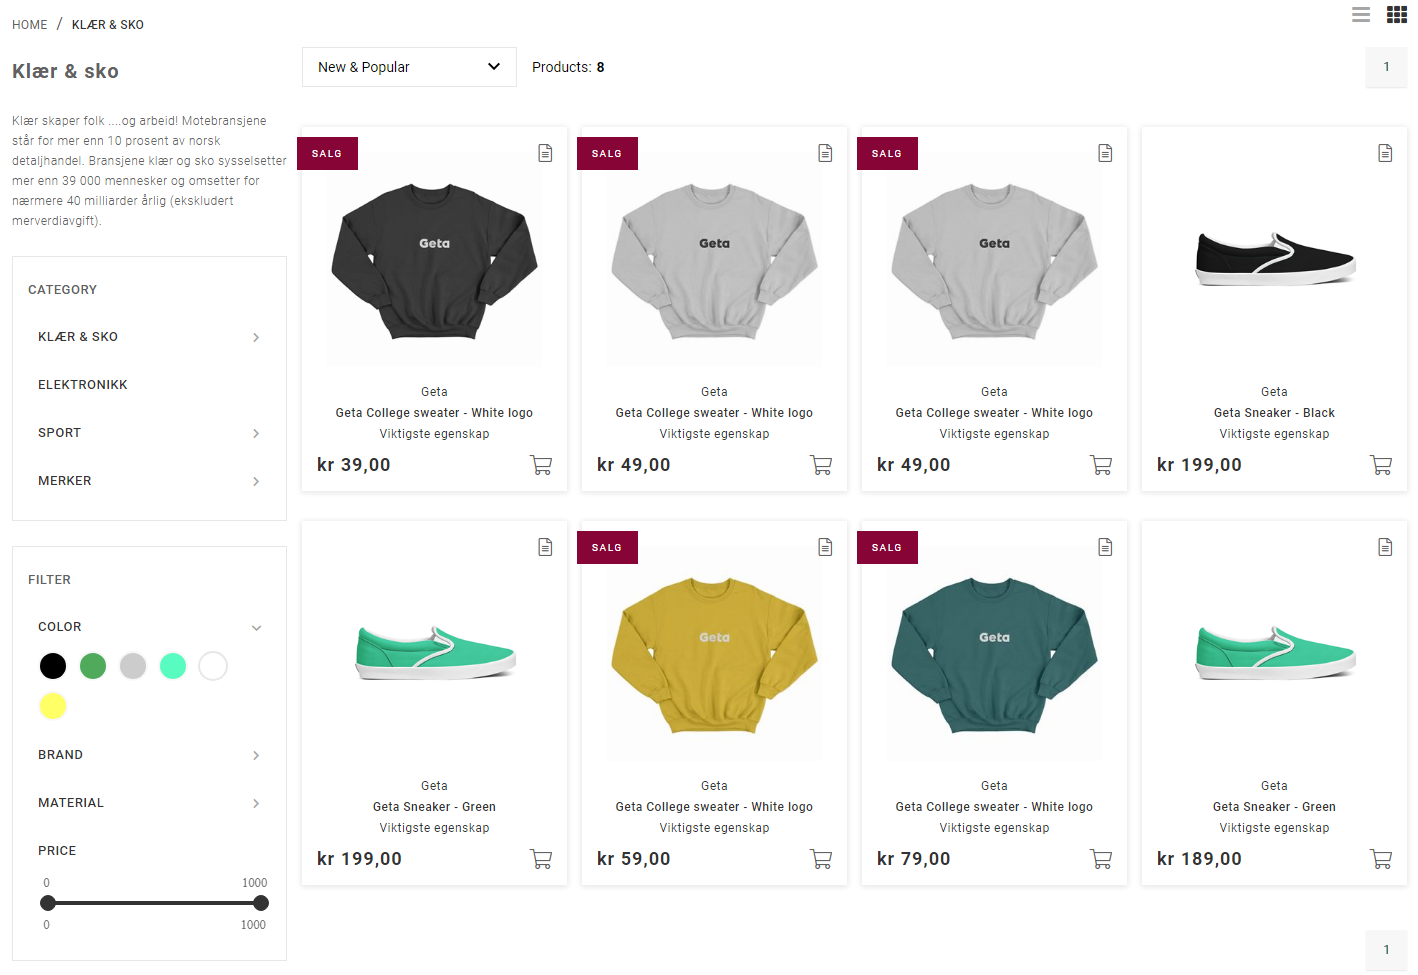 HOME / KLÆR & SKO
Klær & sko
Klær skaper folk ....og arbeid! Motebransjene
står for mer enn 10 prosent av norsk
detaljhandel. Bransjene klær og sko sysselsetter
mer enn 39 000 mennesker og omsetter for
nærmere 40 milliarder årlig (ekskludert
merverdiavgift).
CATEGORY
KLÆR & SKO
ELEKTRONIKK
SPORT
MERKER
FILTER
COLOR
BRAND
MATERIAL
PRICE
0 1000
0 1000
New & Popular
Products: 8
1
SALG
Geta
Geta
Geta College sweater - White logo
Viktigste egenskap
kr 39,00
SALG
Geta
Geta
Geta College sweater - White logo
Viktigste egenskap
kr 49,00
SALG
Geta
Geta
Geta College sweater - White logo
Viktigste egenskap
kr 49,00
Geta
Geta Sneaker - Black
Viktigste egenskap
kr 199,00
Geta
Geta Sneaker - Green
Viktigste egenskap
kr 199,00
SALG
Geta
Geta
Geta College sweater - White logo
Viktigste egenskap
kr 59,00
SALG
Geta
Geta
Geta College sweater - White logo
Viktigste egenskap
kr 79,00
Geta
Geta Sneaker - Green
Viktigste egenskap
kr 189,00
1